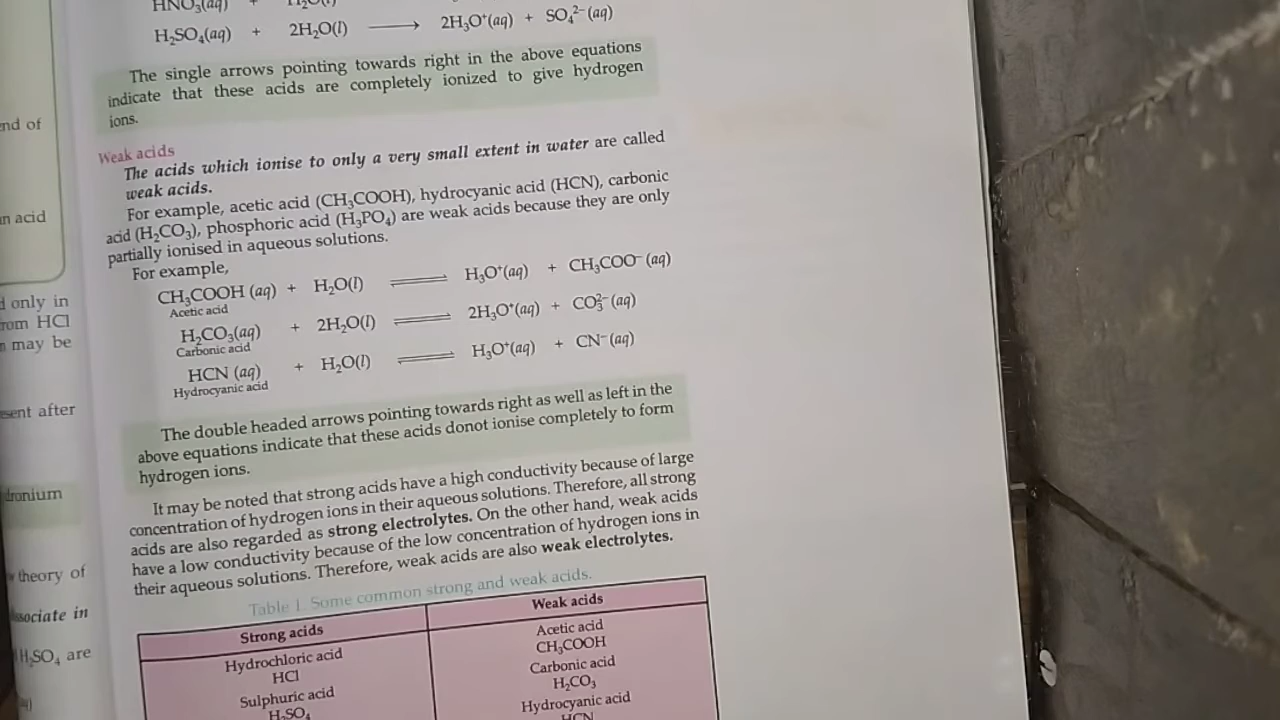 HNO₃(aq) + H₂O(l)
H₂SO₄(aq) + 2H₂O(l) ⟶ 2H₃O⁺(aq) + SO₄²⁻(aq)
The single arrows pointing towards right in the above equations
indicate that these acids are completely ionized to give hydrogen
ions.
Weak acids
The acids which ionise to only a very small extent in water are called
weak acids.
For example, acetic acid (CH₃COOH), hydrocyanic acid (HCN), carbonic
acid (H₂CO₃), phosphoric acid (H₃PO₄) are weak acids because they are only
partially ionised in aqueous solutions.
For example,
CH₃COOH (aq) + H₂O(l) ⇌ H₃O⁺(aq) + CH₃COO⁻(aq)
Acetic acid
H₂CO₃(aq) + 2H₂O(l) ⇌ 2H₃O⁺(aq) + CO₃²⁻(aq)
Carbonic acid
HCN (aq) + H₂O(l) ⇌ H₃O⁺(aq) + CN⁻(aq)
Hydrocyanic acid
The double headed arrows pointing towards right as well as left in the
above equations indicate that these acids donot ionise completely to form
hydrogen ions.
It may be noted that strong acids have a high conductivity because of large
concentration of hydrogen ions in their aqueous solutions. Therefore, all strong
acids are also regarded as strong electrolytes. On the other hand, weak acids
have a low conductivity because of the low concentration of hydrogen ions in
their aqueous solutions. Therefore, weak acids are also weak electrolytes.
Table 1. Some common strong and weak acids.
Strong acids Weak acids
Hydrochloric acid Acetic acid
HCl CH₃COOH
Sulphuric acid Carbonic acid
H₂SO₄ H₂CO₃
Hydrocyanic acid
HCN
of
acid
only in
HCl
may be
after
theory of
in
H₂SO₄ are